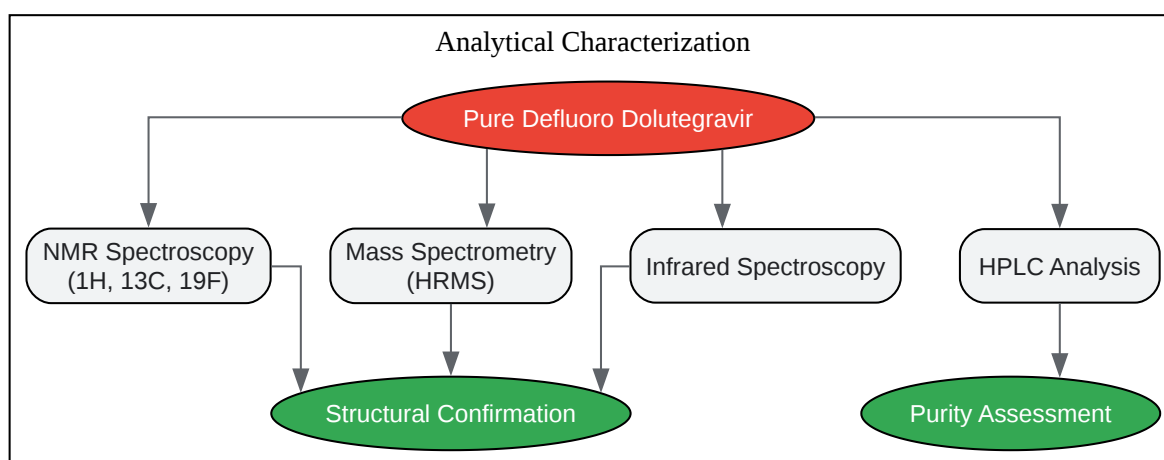 Analytical Characterization
Pure Defluoro Dolutegravir
NMR Spectroscopy
(1H, 13C, 19F)
Mass Spectrometry
(HRMS)
Infrared Spectroscopy
HPLC Analysis
Structural Confirmation
Purity Assessment